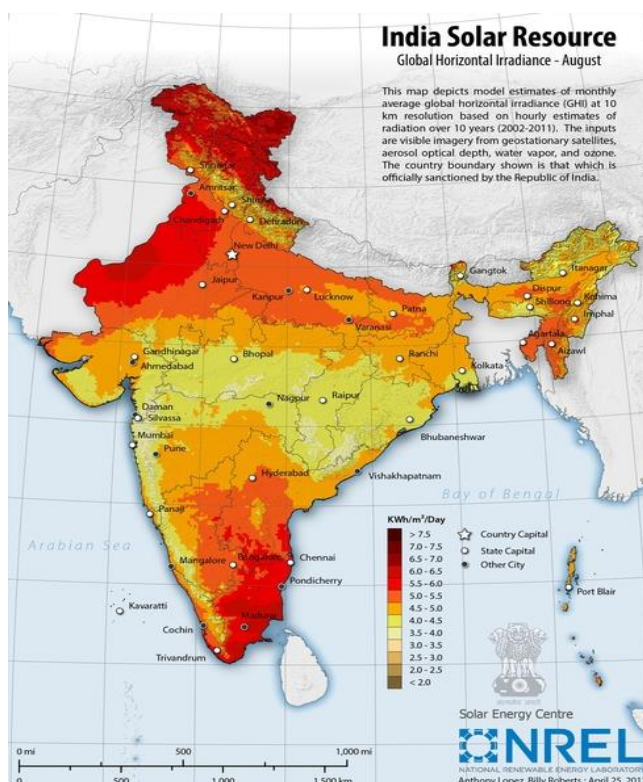 India Solar Resource
Global Horizontal Irradiance - August
This map depicts model estimates of monthly
average global horizontal irradiance (GHI) at 10
km resolution based on hourly estimates of
radiation over 10 years (2002-2011). The inputs
are visible imagery from geostationary satellites,
aerosol optical depth, water vapor, and ozone.
The country boundary shown is that which is
officially sanctioned by the Republic of India.
Srinagar
Amritsar
Shimla
Chandigarh
Dehradun
New Delhi
Jaipur
Kanpur
Lucknow
Varanasi
Patna
Gangtok
Itanagar
Dispur
Shillong
Kohima
Imphal
Agartala
Aizawl
Gandhinagar
Ahmedabad
Bhopal
Ranchi
Kolkata
Daman
Silvassa
Nagpur
Raipur
Mumbai
Pune
Bhubaneshwar
Hyderabad
Vishakhapatnam
Bay of Bengal
Panaji
Arabian Sea
Mangalore
Bangalore
Chennai
Pondicherry
Kavaratti
Cochin
Madurai
Trivandrum
Port Blair
KWh/m²/Day
> 7.5
7.0 - 7.5
6.5 - 7.0
6.0 - 6.5
5.5 - 6.0
5.0 - 5.5
4.5 - 5.0
4.0 - 4.5
3.5 - 4.0
3.0 - 3.5
2.5 - 3.0
2.0 - 2.5
< 2.0
Country Capital
State Capital
Other City
Solar Energy Centre
NREL
NATIONAL RENEWABLE ENERGY LABORATORY
Anthony Lopez, Billy Roberts ; April 25, 201
0 mi 500 1,000 mi
0 500 1,000 1,500 km